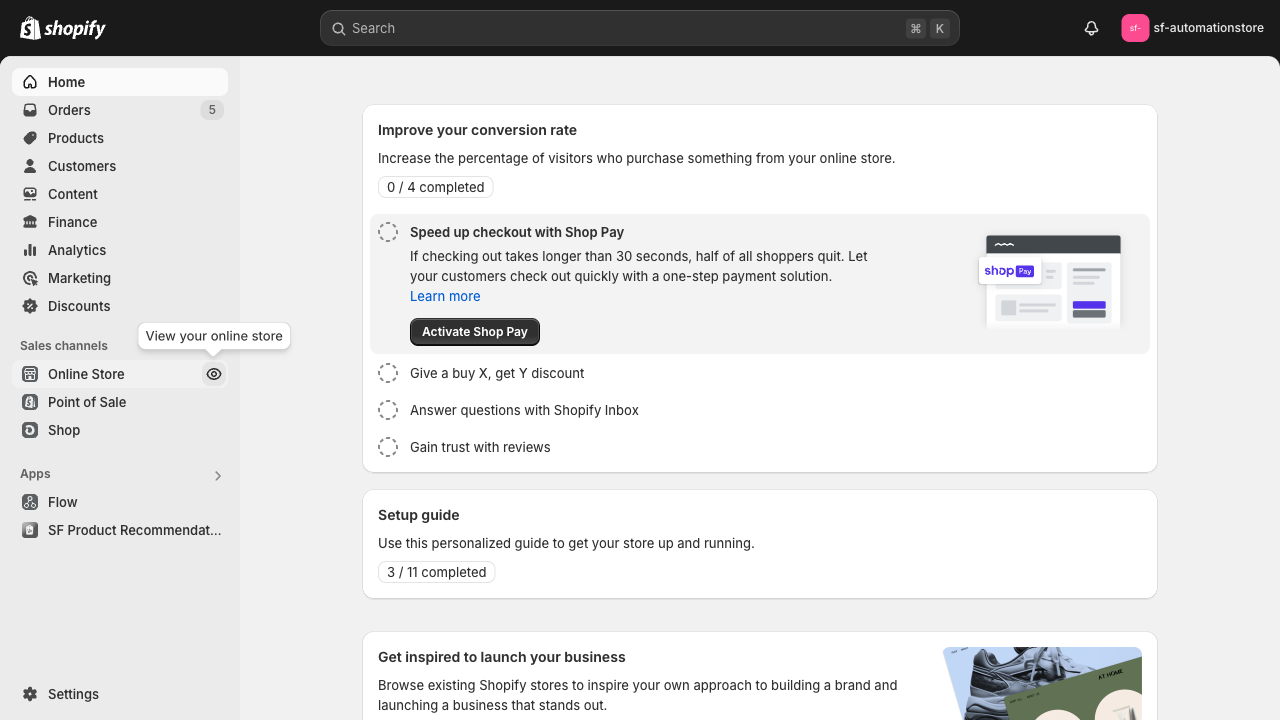 shopify
Search
⌘ K
sf-
sf-automationstore
Home
Orders
5
Products
Customers
Content
Finance
Analytics
Marketing
Discounts
View your online store
Sales channels
Online Store
Point of Sale
Shop
Apps
Flow
SF Product Recommendat...
Settings
Improve your conversion rate
Increase the percentage of visitors who purchase something from your online store.
0 / 4 completed
Speed up checkout with Shop Pay
If checking out takes longer than 30 seconds, half of all shoppers quit. Let
your customers check out quickly with a one-step payment solution.
Learn more
Activate Shop Pay
shop Pay
Give a buy X, get Y discount
Answer questions with Shopify Inbox
Gain trust with reviews
Setup guide
Use this personalized guide to get your store up and running.
3 / 11 completed
Get inspired to launch your business
Browse existing Shopify stores to inspire your own approach to building a brand and
launching a business that stands out.
AT HOME